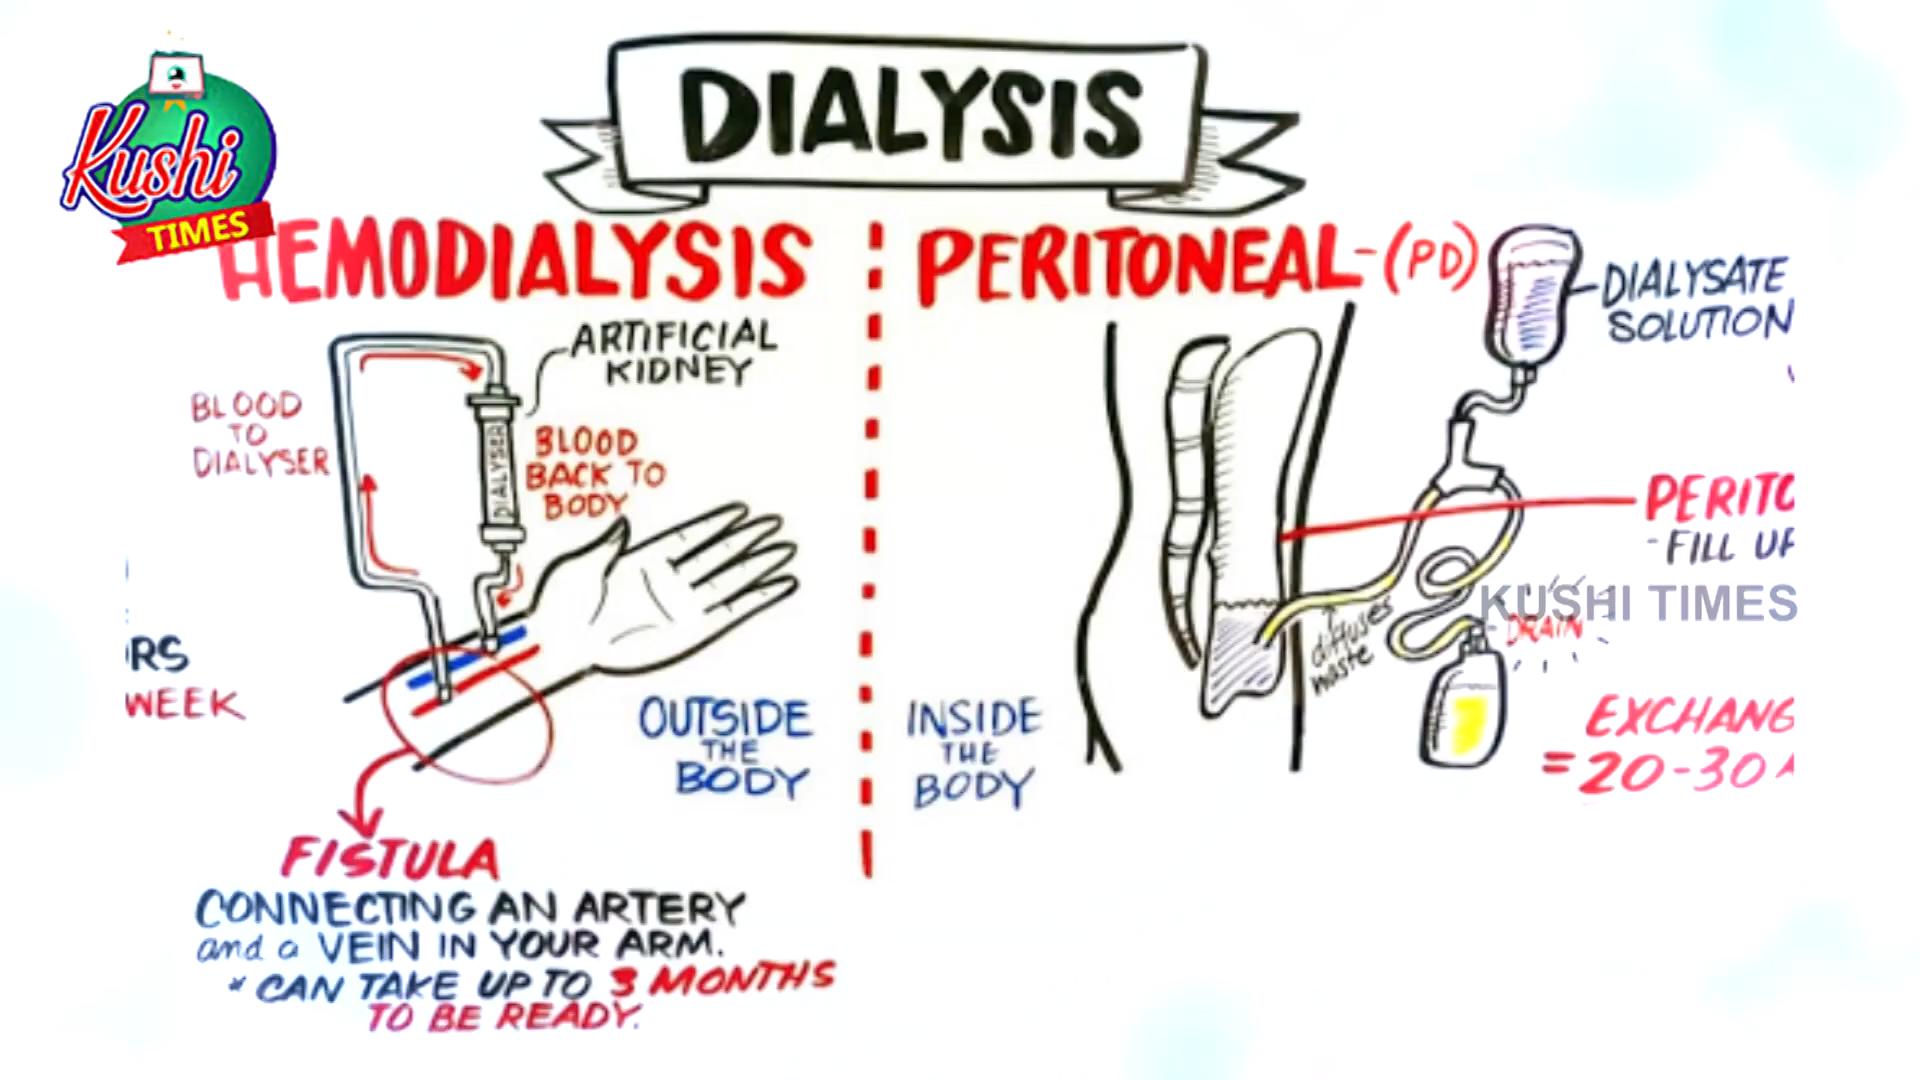 Kushi
TIMES
DIALYSIS
HEMODIALYSIS
PERITONEAL-(PD)
DIALYSATE
SOLUTION
ARTIFICIAL
KIDNEY
BLOOD
TO
DIALYSER
DIALYSER
BLOOD
BACK TO
BODY
PERITO
-FILL UP
KUSHI TIMES
-DRAIN
diffuses
waste
RS
WEEK
OUTSIDE
THE
BODY
INSIDE
THE
BODY
EXCHANG
=20-30
FISTULA
CONNECTING AN ARTERY
and a VEIN IN YOUR ARM.
* CAN TAKE UP TO 3 MONTHS
TO BE READY.